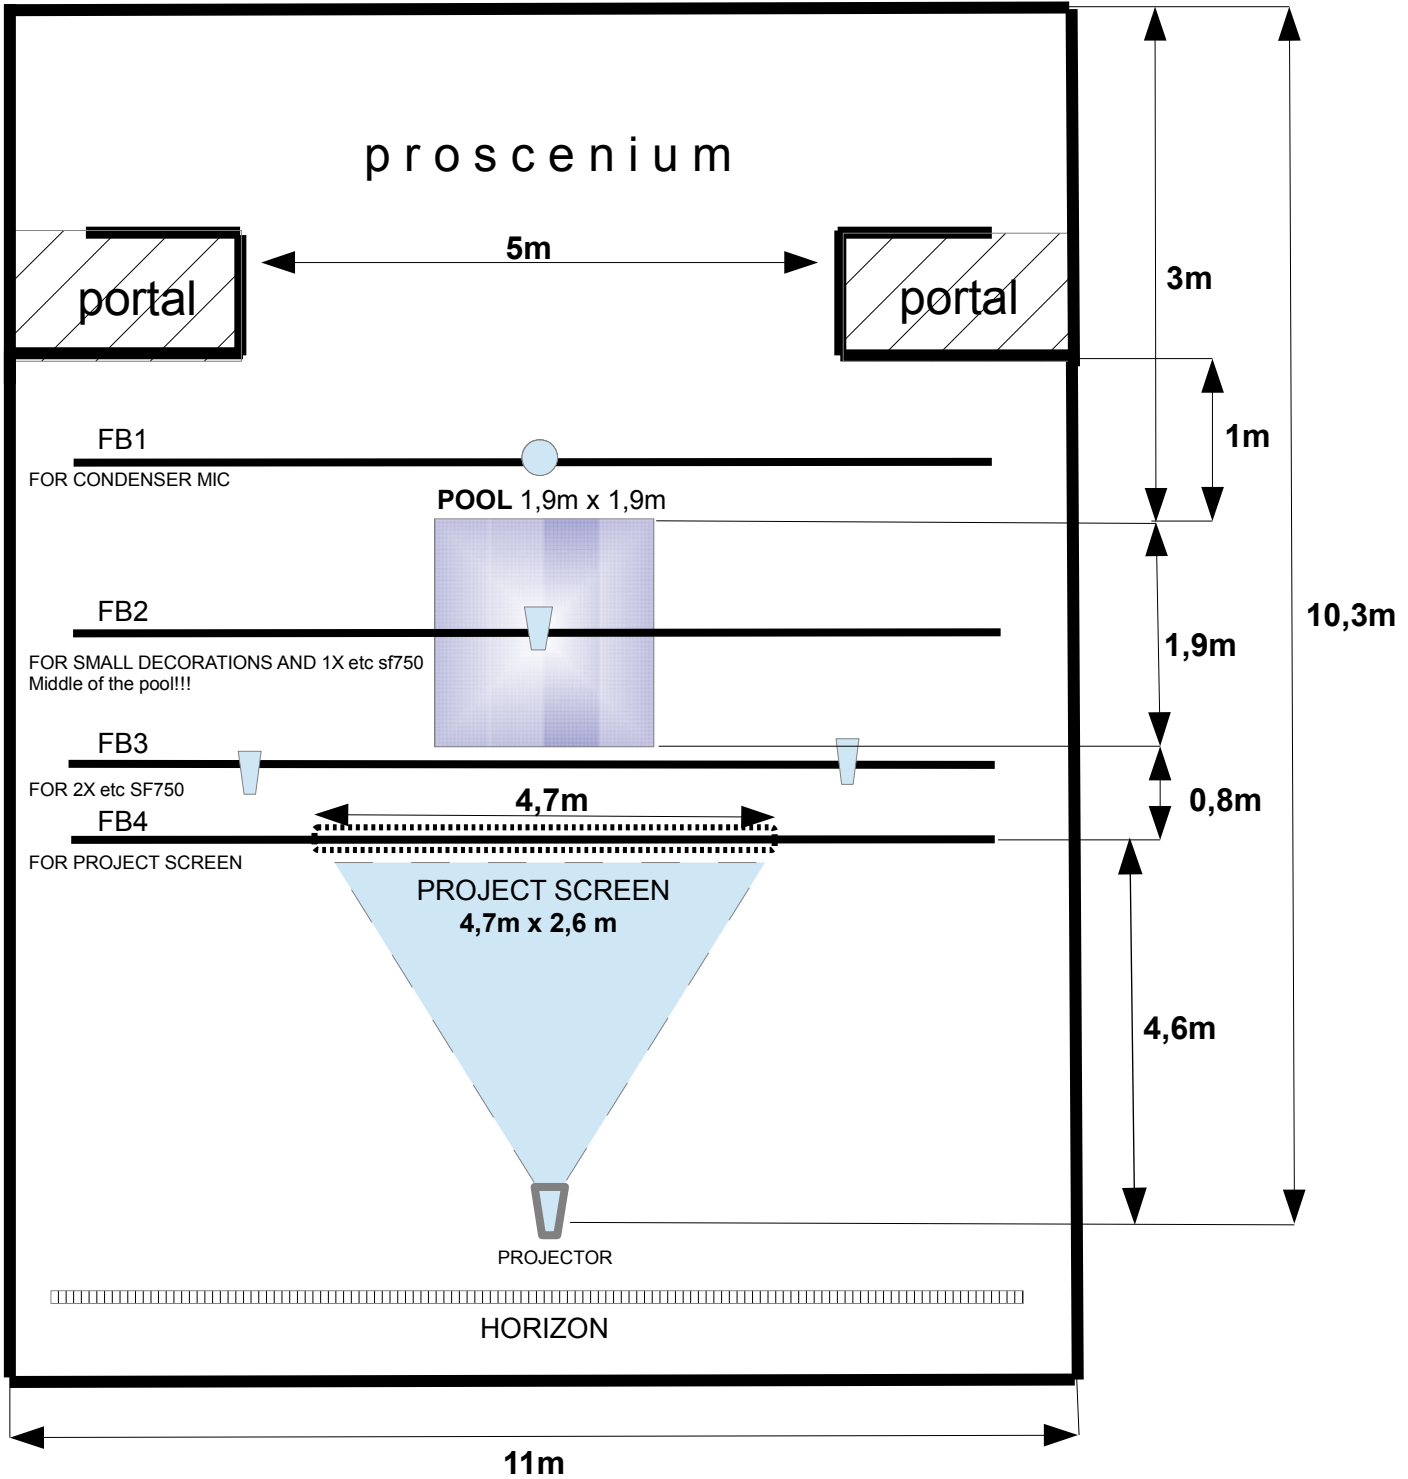 proscenium
5m
3m
portal
portal
1m
FB1
FOR CONDENSER MIC
POOL 1,9m x 1,9m
FB2
10,3m
1,9m
FOR SMALL DECORATIONS AND 1X etc sf750
Middle of the pool!!!
FB3
FOR 2X etc SF750
4,7m
0,8m
FB4
FOR PROJECT SCREEN
PROJECT SCREEN
4,7m x 2,6 m
4,6m
PROJECTOR
HORIZON
11m